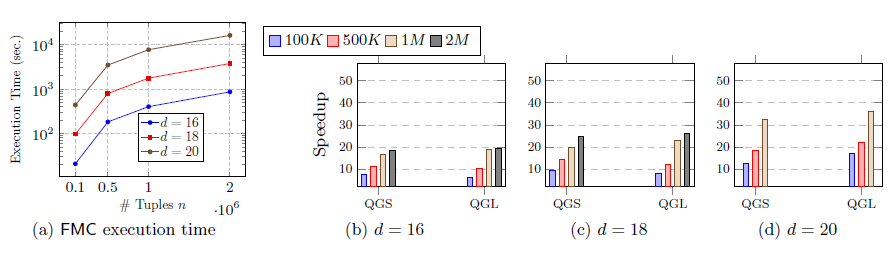 100K 500K 1M 2M
Execution Time (sec.)
10^4
10^3
10^2
d = 16
d = 18
d = 20
0.1 0.5 1 2
# Tuples n
·10^6
(a) FMC execution time
Speedup
50
40
30
20
10
QGS QGL
(b) d = 16
50
40
30
20
10
QGS QGL
(c) d = 18
50
40
30
20
10
QGS QGL
(d) d = 20